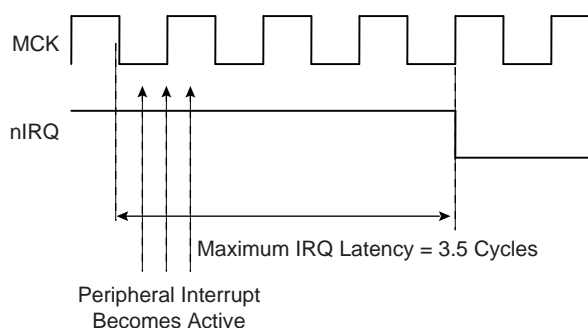 MCK
nIRQ
Maximum IRQ Latency = 3.5 Cycles
Peripheral Interrupt
Becomes Active